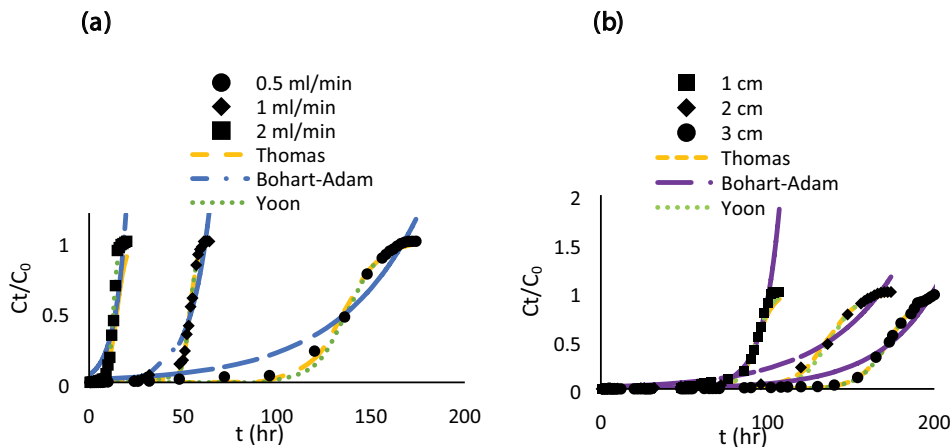 (a)
0.5 ml/min
1 ml/min
2 ml/min
Thomas
Bohart-Adam
Yoon
Ct/C0
1
0.5
0
0 50 100 150 200
t (hr)
(b)
1 cm
2 cm
3 cm
Thomas
Bohart-Adam
Yoon
Ct/C0
2
1.5
1
0.5
0
0 100 200
t (hr)